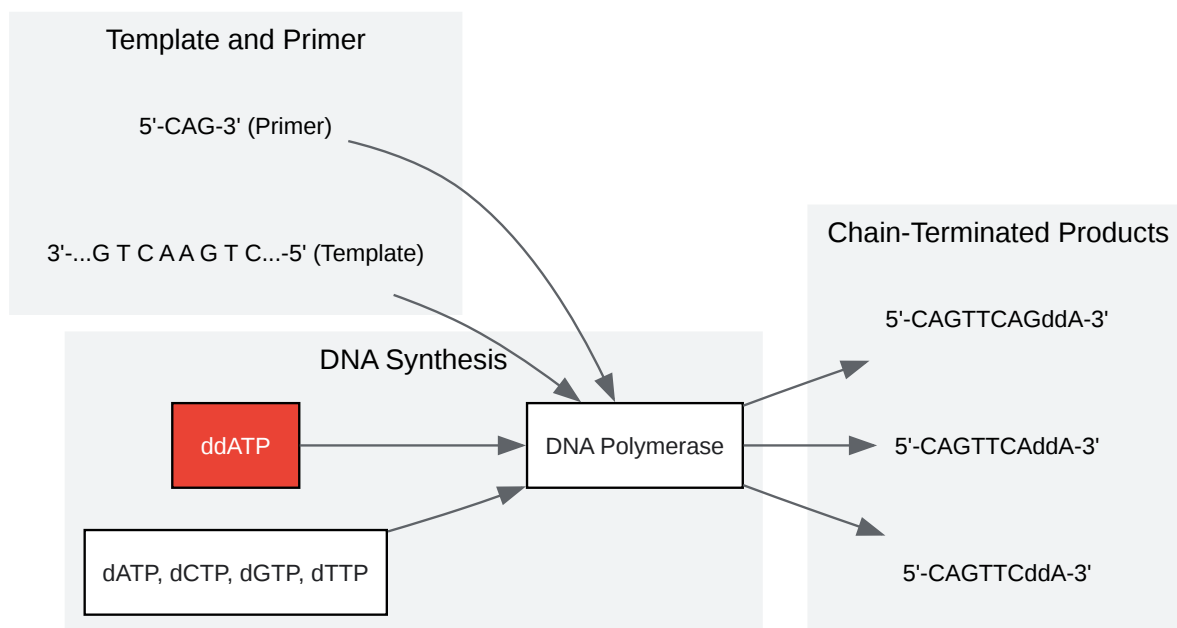 Template and Primer
5'-CAG-3' (Primer)
3'-...G T C A A G T C...-5' (Template)
DNA Synthesis
ddATP
DNA Polymerase
dATP, dCTP, dGTP, dTTP
Chain-Terminated Products
5'-CAGTTCAGddA-3'
5'-CAGTTCAddA-3'
5'-CAGTTCddA-3'